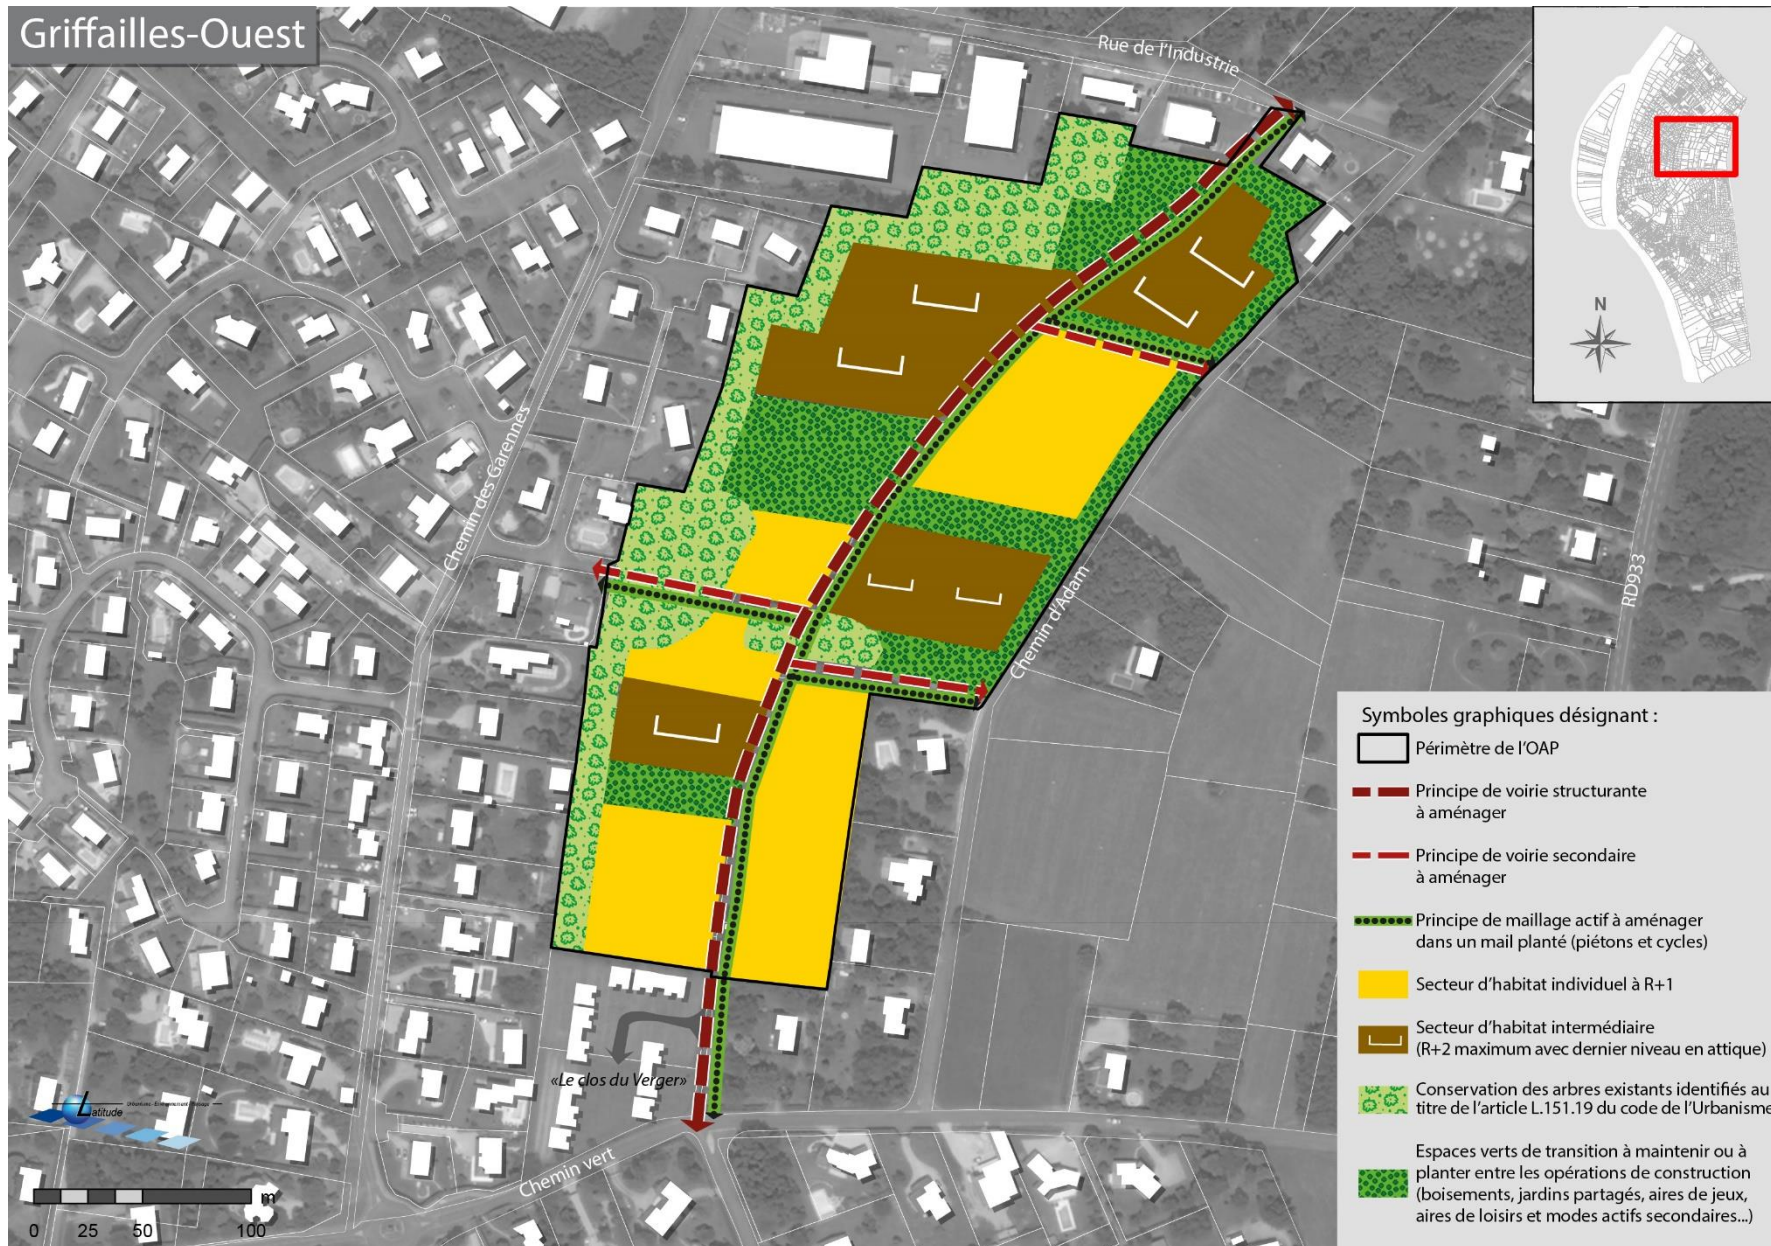 Griffailles-Ouest
Rue de l'Industrie
N
Chemin des Garennes
RD933
Chemin d'Adam
Symboles graphiques désignant :
Périmètre de l'OAP
Principe de voirie structurante
à aménager
Principe de voirie secondaire
à aménager
Principe de maillage actif à aménager
dans un mail planté (piétons et cycles)
Secteur d'habitat individuel à R+1
Secteur d'habitat intermédiaire
(R+2 maximum avec dernier niveau en attique)
Conservation des arbres existants identifiés au
titre de l'article L.151.19 du code de l'Urbanisme
Espaces verts de transition à maintenir ou à
planter entre les opérations de construction
(boisements, jardins partagés, aires de jeux,
aires de loisirs et modes actifs secondaires...)
«Le clos du Verger»
Latitude
Chemin vert
m
0 25 50 100